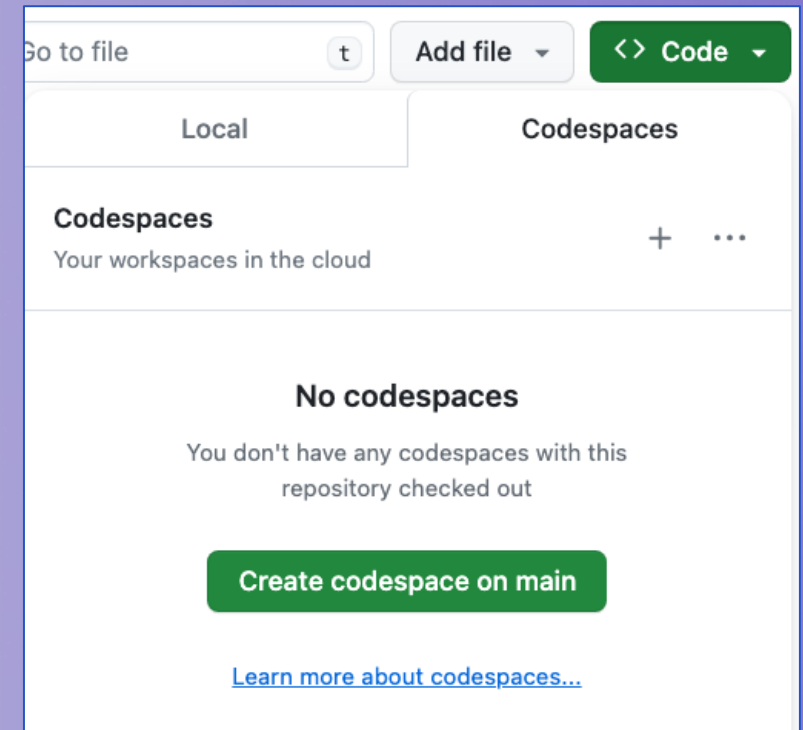 Go to file
t
Add file
<> Code
Local
Codespaces
Codespaces
Your workspaces in the cloud
No codespaces
You don't have any codespaces with this
repository checked out
Create codespace on main
Learn more about codespaces...